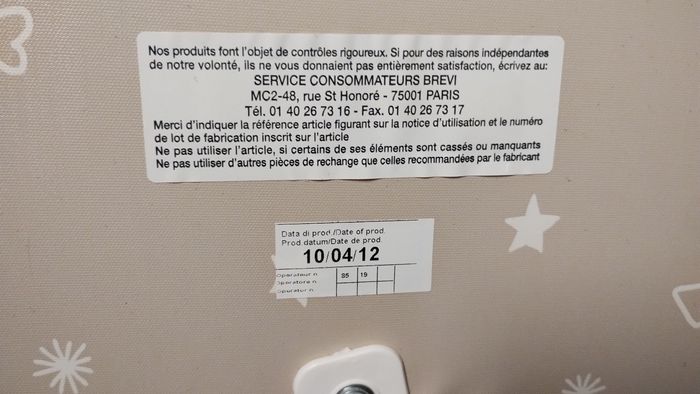 Nos produits font l'objet de contrôles rigoureux. Si pour des raisons indépendantes
de notre volonté, ils ne vous donnaient pas entièrement satisfaction, écrivez au:
SERVICE CONSOMMATEURS BREVI
MC2-48, rue St Honoré - 75001 PARIS
Tél. 01 40 26 73 16 - Fax. 01 40 26 73 17
Merci d'indiquer la référence article figurant sur la notice d'utilisation et le numéro
de lot de fabrication inscrit sur l'article
Ne pas utiliser l'article, si certains de ses éléments sont cassés ou manquants
Ne pas utiliser d'autres pièces de rechange que celles recommandées par le fabricant
Data di prod./Date of prod.
Prod.datum/Date de prod.
10/04/12
Operateur n. 85 19
Operatore n.
Operator n.